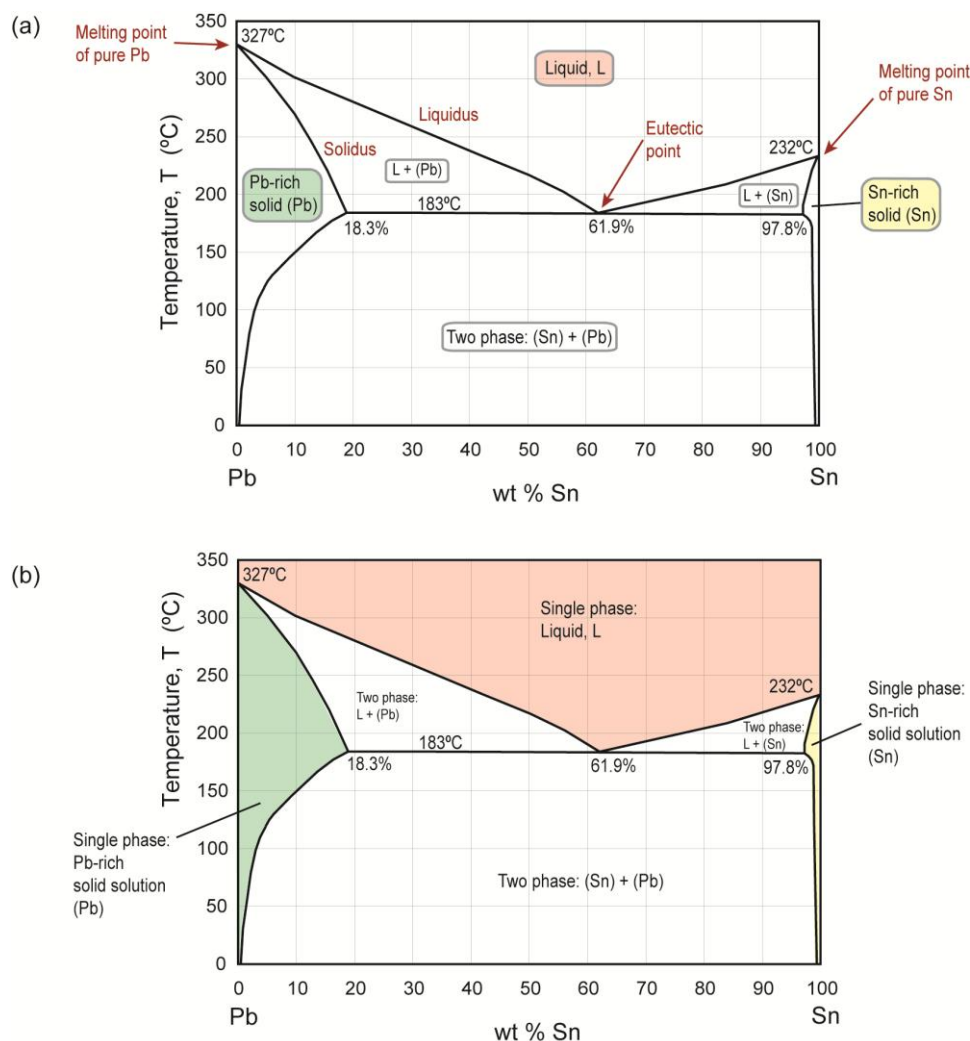 (a)
Melting point
of pure Pb
350
327ºC
300
250
200
150
100
50
0
Temperature, T (ºC)
Liquid, L
Liquidus
Solidus
Eutectic
point
Melting point
of pure Sn
232ºC
Pb-rich
solid (Pb)
L + (Pb)
L + (Sn)
Sn-rich
solid (Sn)
183ºC
18.3%
61.9%
97.8%
Two phase: (Sn) + (Pb)
0 10 20 30 40 50 60 70 80 90 100
Pb
Sn
wt % Sn
(b)
350
327ºC
300
250
200
150
100
50
0
Temperature, T (ºC)
Single phase:
Liquid, L
232ºC
Two phase:
L + (Pb)
Two phase:
L + (Sn)
Single phase:
Sn-rich
solid solution
(Sn)
183ºC
18.3%
61.9%
97.8%
Single phase:
Pb-rich
solid solution
(Pb)
Two phase: (Sn) + (Pb)
0 10 20 30 40 50 60 70 80 90 100
Pb
Sn
wt % Sn